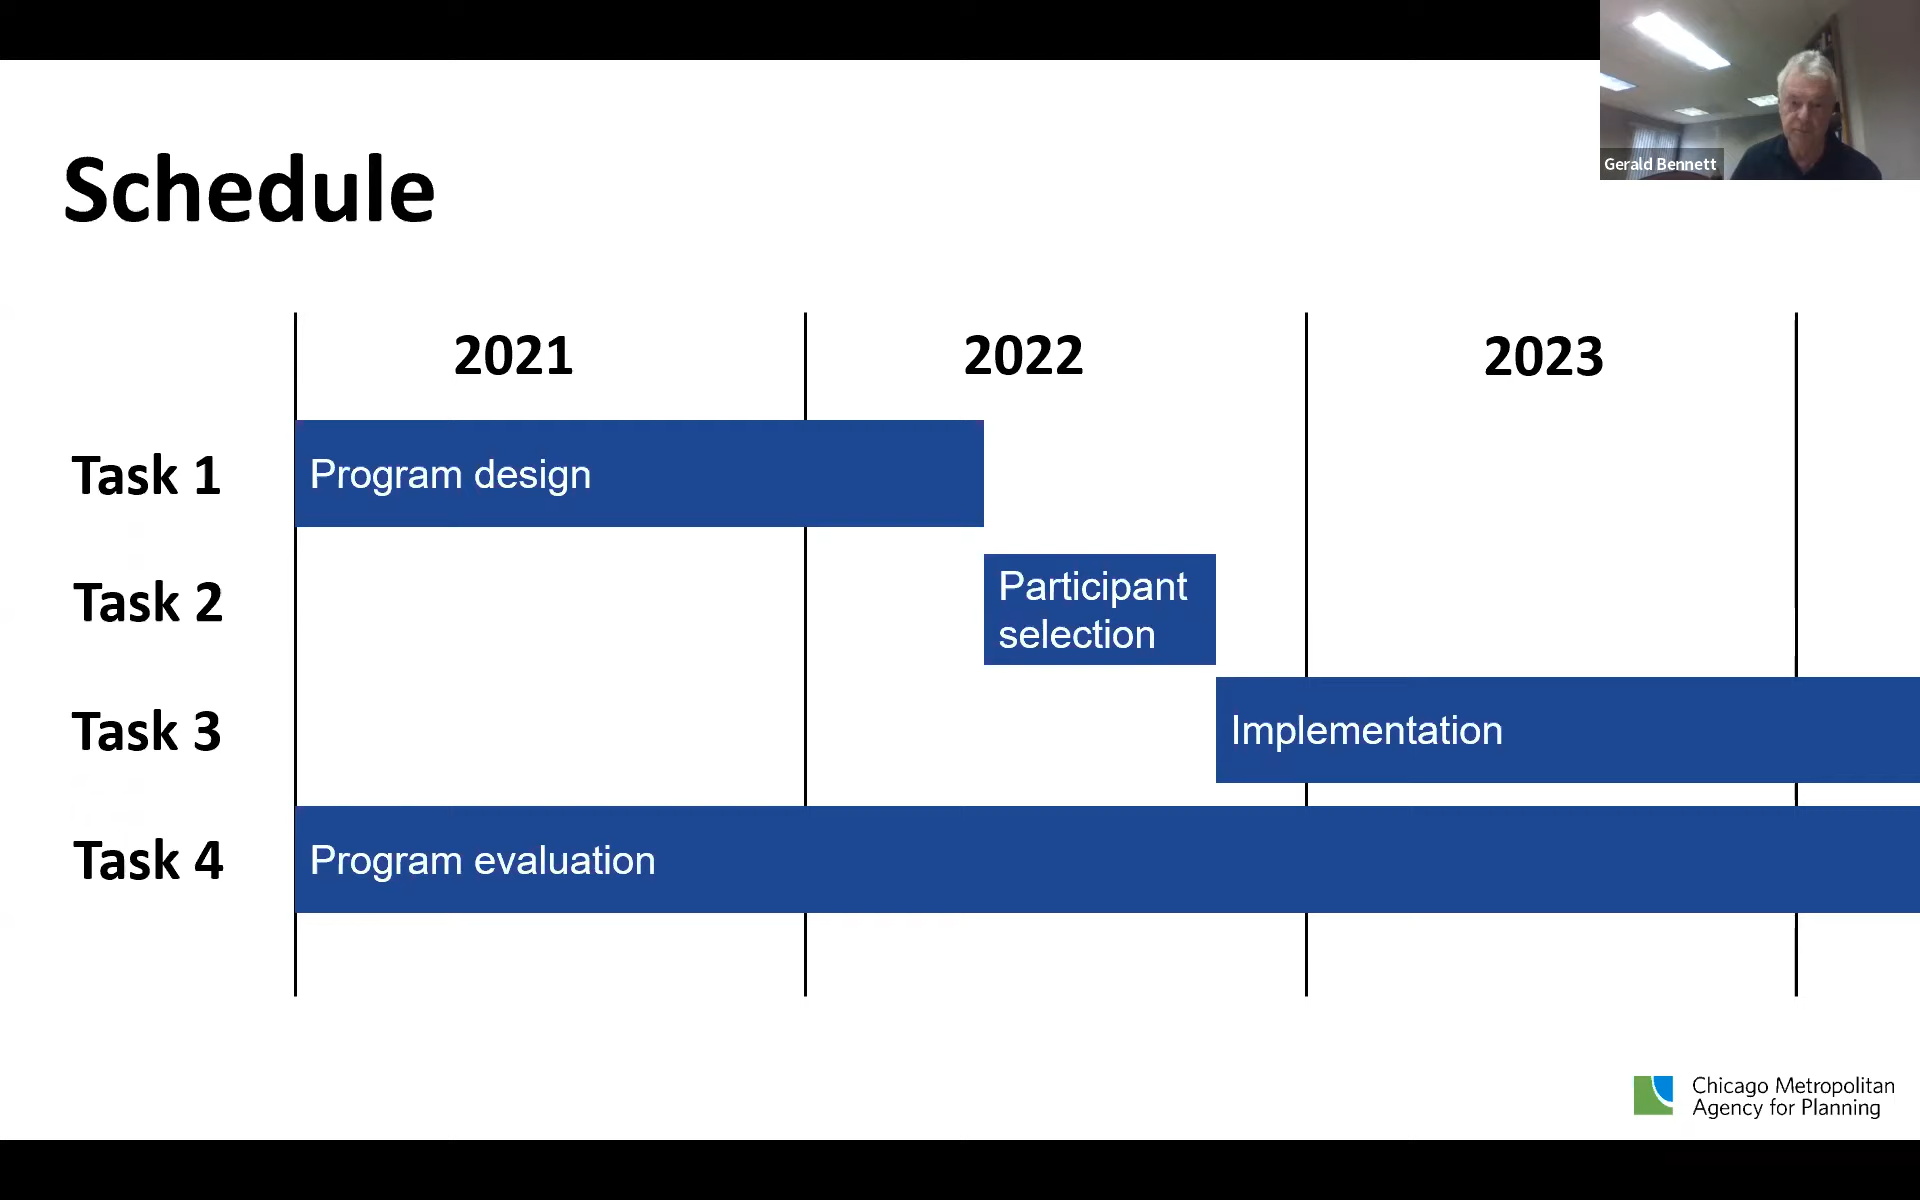 Gerald Bennett
Schedule
2021
2022
2023
Task 1
Program design
Task 2
Participant
selection
Task 3
Implementation
Task 4
Program evaluation
Chicago Metropolitan
Agency for Planning